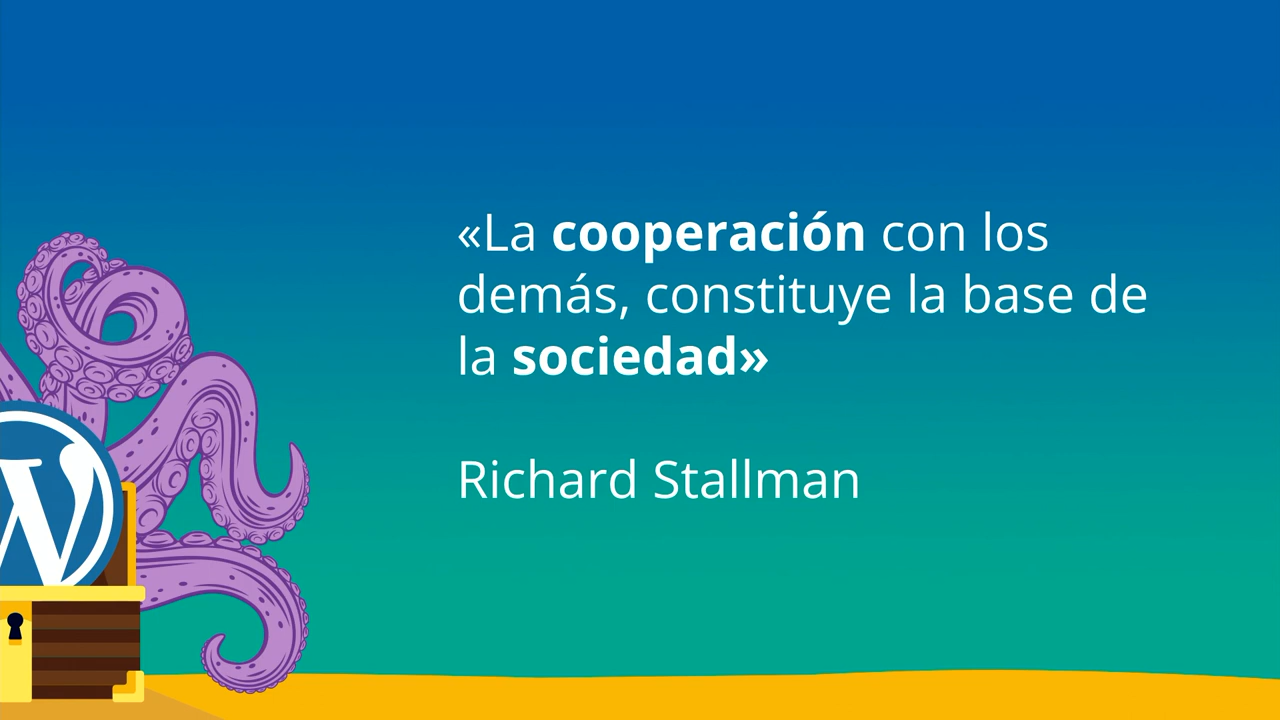 «La cooperación con los
demás, constituye la base de
la sociedad»
Richard Stallman